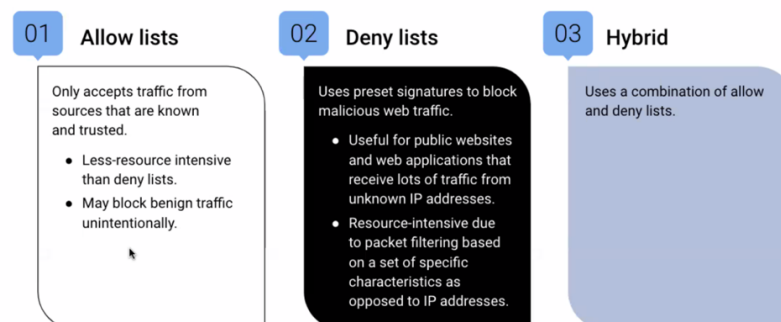 01 Allow lists
Only accepts traffic from
sources that are known
and trusted.
● Less-resource intensive
than deny lists.
● May block benign traffic
unintentionally.
02 Deny lists
Uses preset signatures to block
malicious web traffic.
● Useful for public websites
and web applications that
receive lots of traffic from
unknown IP addresses.
● Resource-intensive due
to packet filtering based
on a set of specific
characteristics as
opposed to IP addresses.
03 Hybrid
Uses a combination of allow
and deny lists.